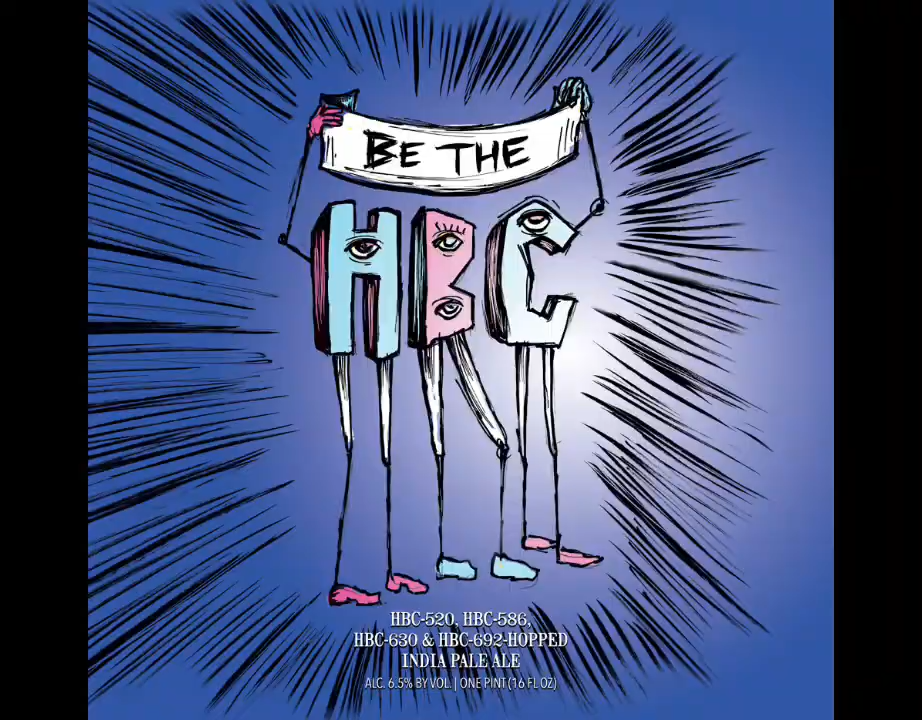 BE THE
HBC
HBC-520, HBC-586,
HBC-630 & HBC-692-HOPPED
INDIA PALE ALE
ALC. 6.5% BY VOL. | ONE PINT (16 FL OZ)